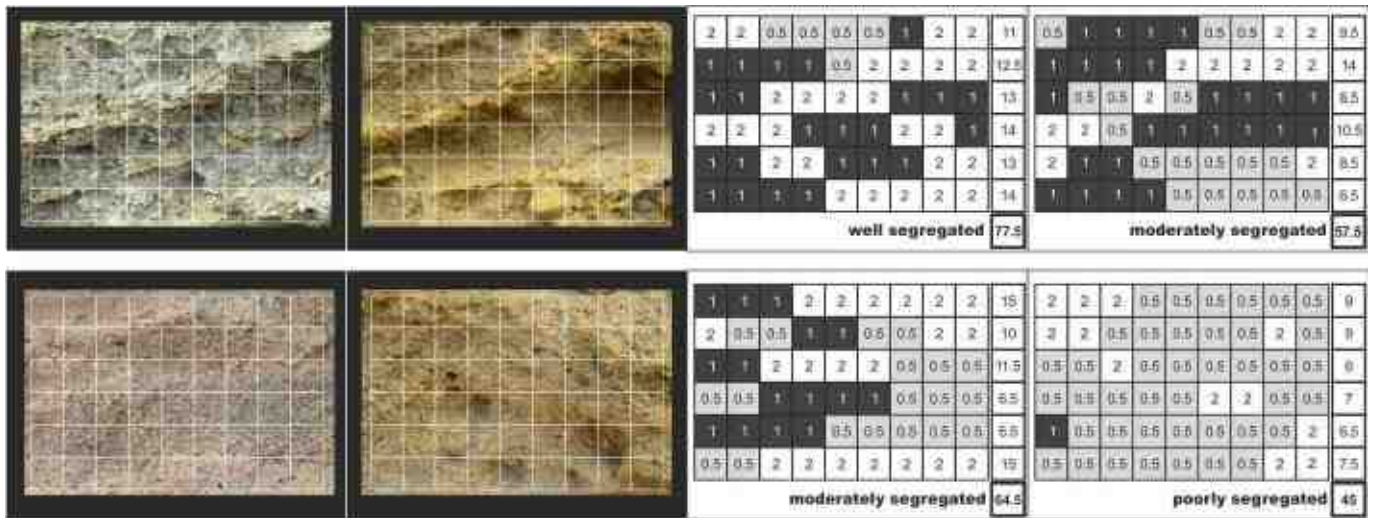 2 2 0.5 0.5 0.5 0.5 1 2 2 11
1 1 1 1 0.5 2 2 2 2 12.5
1 1 2 2 2 2 1 1 1 13
2 2 2 1 1 1 2 2 1 14
1 1 2 2 1 1 1 2 2 13
1 1 1 1 2 2 2 2 2 14
well segregated 77.5
0.5 1 1 1 1 0.5 0.5 2 2 9.5
1 1 1 1 2 2 2 2 2 14
1 0.5 0.5 2 0.5 1 1 1 1 8.5
2 2 0.5 1 1 1 1 1 1 10.5
2 1 1 0.5 0.5 0.5 0.5 0.5 2 8.5
1 1 1 1 0.5 0.5 0.5 0.5 0.5 6.5
moderately segregated 57.5
1 1 1 2 2 2 2 2 2 15
2 0.5 0.5 1 1 0.5 0.5 2 2 10
1 1 2 2 2 2 0.5 0.5 0.5 11.5
0.5 0.5 1 1 1 1 0.5 0.5 0.5 6.5
1 1 1 1 0.5 0.5 0.5 0.5 0.5 6.5
0.5 0.5 2 2 2 2 2 2 2 15
moderately segregated 64.5
2 2 2 0.5 0.5 0.5 0.5 0.5 0.5 9
2 2 0.5 0.5 0.5 0.5 0.5 2 0.5 9
0.5 0.5 2 0.5 0.5 0.5 0.5 0.5 0.5 6
0.5 0.5 0.5 0.5 0.5 2 2 0.5 0.5 7
1 0.5 0.5 0.5 0.5 0.5 0.5 0.5 2 6.5
0.5 0.5 0.5 0.5 0.5 0.5 0.5 2 2 7.5
poorly segregated 45